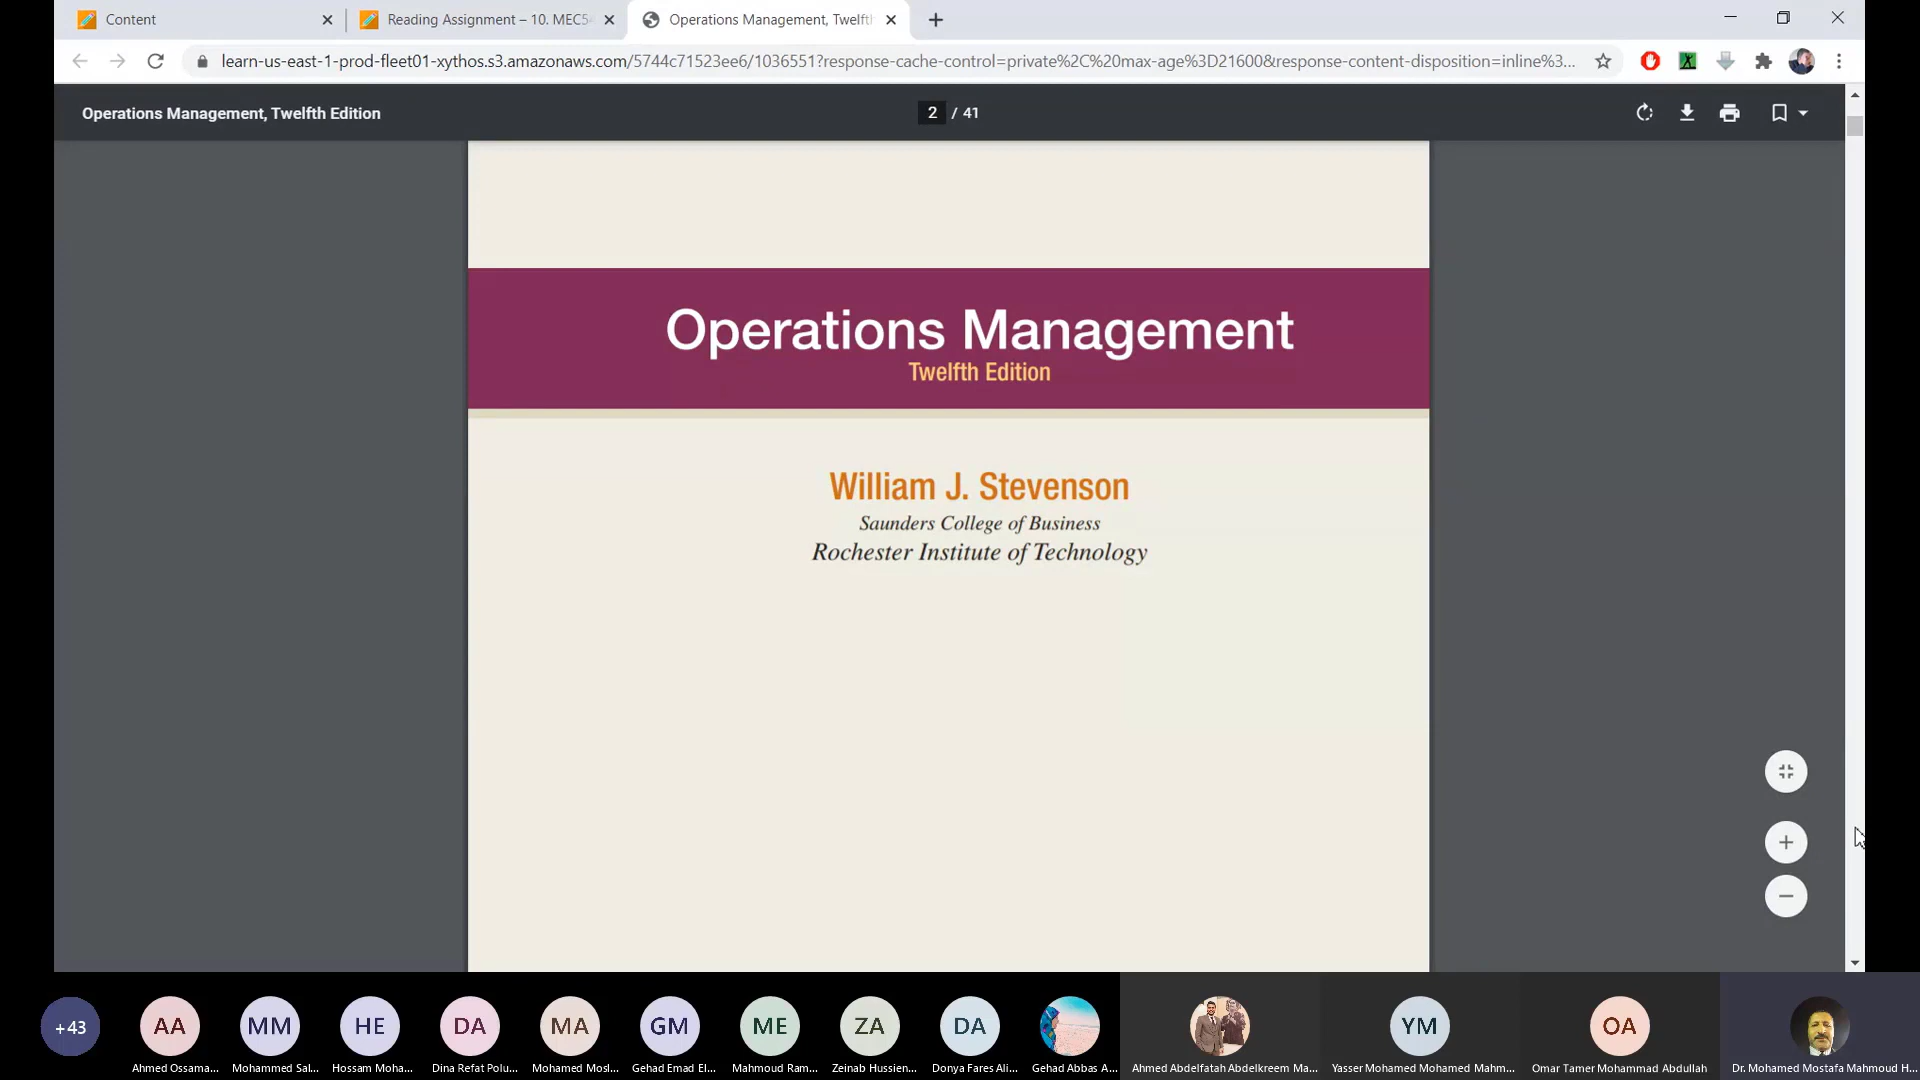 Content
Reading Assignment – 10. MEC5
Operations Management, Twelfth
learn-us-east-1-prod-fleet01-xythos.s3.amazonaws.com/5744c71523ee6/1036551?response-cache-control=private%2C%20max-age%3D21600&response-content-disposition=inline%3...
Operations Management, Twelfth Edition
2 / 41
Operations Management
Twelfth Edition
William J. Stevenson
Saunders College of Business
Rochester Institute of Technology
+43
AA
MM
HE
DA
MA
GM
ME
ZA
DA
YM
OA
Ahmed Ossama...
Mohammed Sal...
Hossam Moha...
Dina Refat Polu...
Mohamed Mosl...
Gehad Emad El...
Mahmoud Ram...
Zeinab Hussien...
Donya Fares Ali...
Gehad Abbas A...
Ahmed Abdelfatah Abdelkreem Ma...
Yasser Mohamed Mohamed Mahm...
Omar Tamer Mohammad Abdullah
Dr. Mohamed Mostafa Mahmoud H...